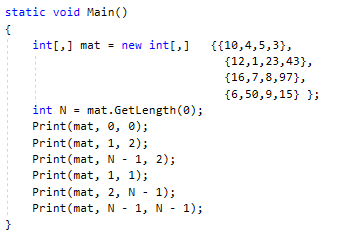 static void Main()
{
    int[,] mat = new int[,]   {{10,4,5,3},
                               {12,1,23,43},
                               {16,7,8,97},
                               {6,50,9,15} };
    int N = mat.GetLength(0);
    Print(mat, 0, 0);
    Print(mat, 1, 2);
    Print(mat, N - 1, 2);
    Print(mat, 1, 1);
    Print(mat, 2, N - 1);
    Print(mat, N - 1, N - 1);
}